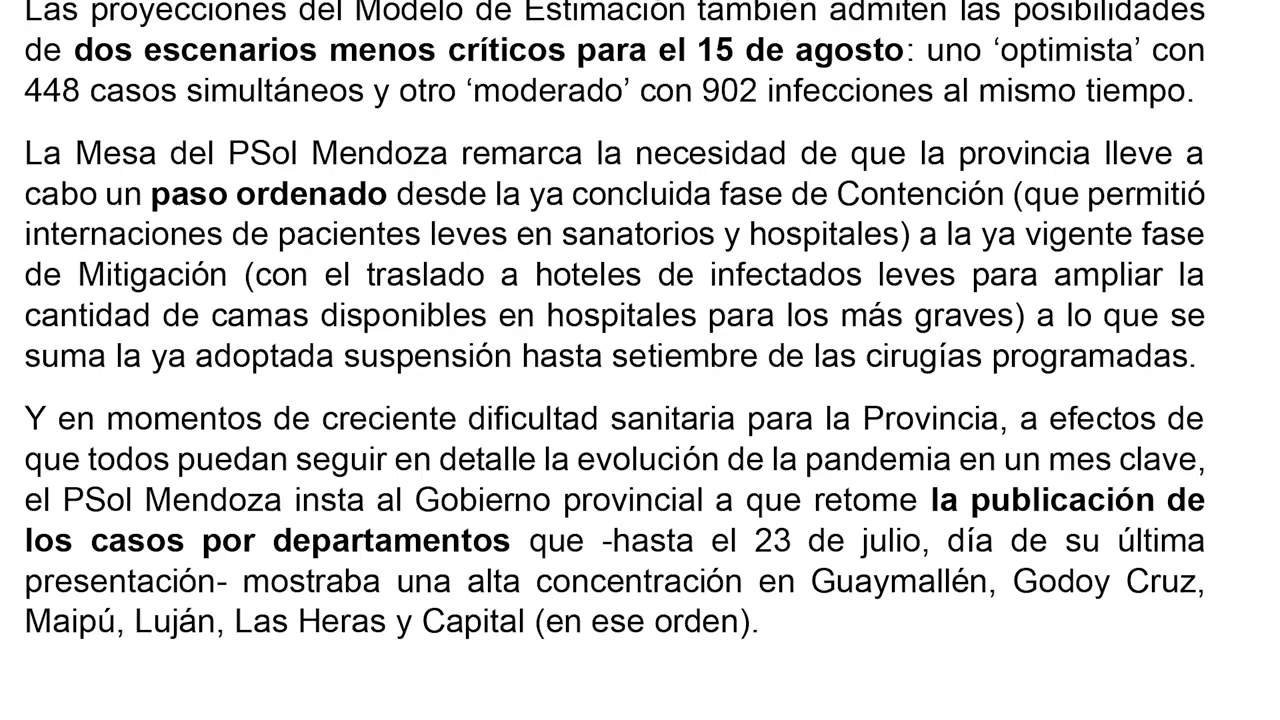 Las proyecciones del Modelo de Estimación también admiten las posibilidades
de dos escenarios menos críticos para el 15 de agosto: uno ‘optimista’ con
448 casos simultáneos y otro ‘moderado’ con 902 infecciones al mismo tiempo.
La Mesa del PSol Mendoza remarca la necesidad de que la provincia lleve a
cabo un paso ordenado desde la ya concluida fase de Contención (que permitió
internaciones de pacientes leves en sanatorios y hospitales) a la ya vigente fase
de Mitigación (con el traslado a hoteles de infectados leves para ampliar la
cantidad de camas disponibles en hospitales para los más graves) a lo que se
suma la ya adoptada suspensión hasta setiembre de las cirugías programadas.
Y en momentos de creciente dificultad sanitaria para la Provincia, a efectos de
que todos puedan seguir en detalle la evolución de la pandemia en un mes clave,
el PSol Mendoza insta al Gobierno provincial a que retome la publicación de
los casos por departamentos que -hasta el 23 de julio, día de su última
presentación- mostraba una alta concentración en Guaymallén, Godoy Cruz,
Maipú, Luján, Las Heras y Capital (en ese orden).